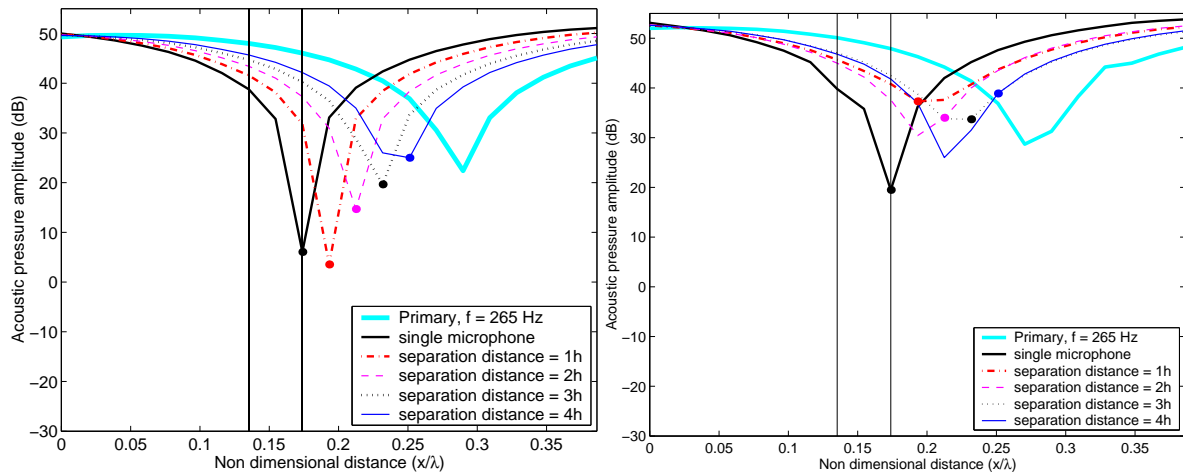 50
40
30
20
10
0
−10
−20
−30
Acoustic pressure amplitude (dB)
0
0.05
0.1
0.15
0.2
0.25
0.3
0.35
Non dimensional distance (x/λ)
Primary, f = 265 Hz
single microphone
separation distance = 1h
separation distance = 2h
separation distance = 3h
separation distance = 4h
50
40
30
20
10
0
−10
−20
−30
Acoustic pressure amplitude (dB)
0
0.05
0.1
0.15
0.2
0.25
0.3
0.35
Non dimensional distance (x/λ)
Primary, f = 265 Hz
single microphone
separation distance = 1h
separation distance = 2h
separation distance = 3h
separation distance = 4h